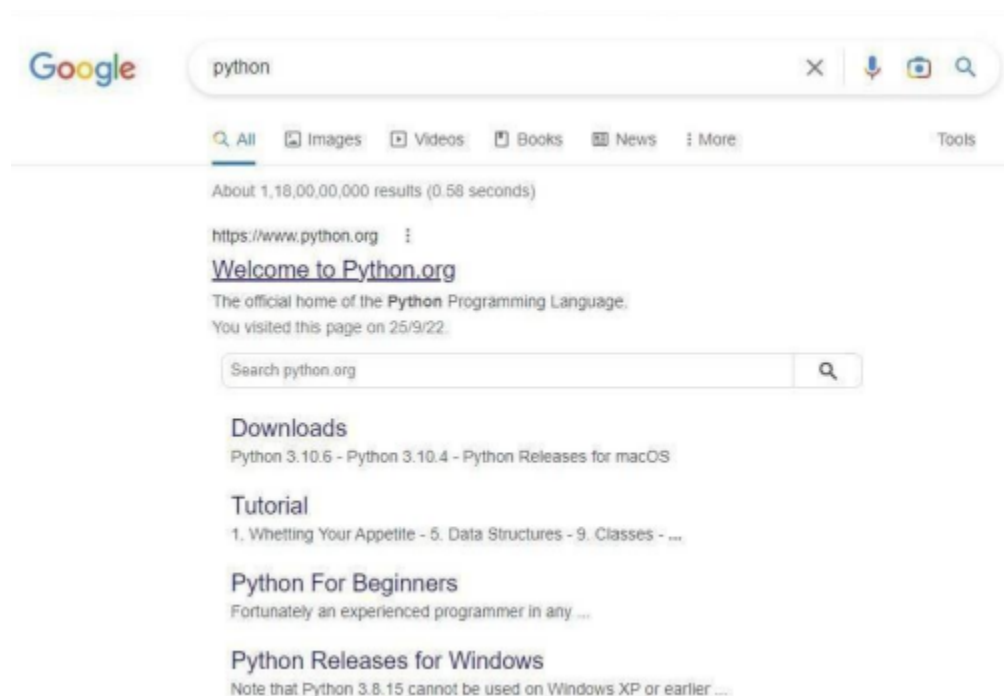 Google
python
All Images Videos Books News More Tools
About 1,18,00,00,000 results (0.58 seconds)
https://www.python.org
Welcome to Python.org
The official home of the Python Programming Language.
You visited this page on 25/9/22.
Search python.org
Downloads
Python 3.10.6 - Python 3.10.4 - Python Releases for macOS
Tutorial
1. Whetting Your Appetite - 5. Data Structures - 9. Classes - ...
Python For Beginners
Fortunately an experienced programmer in any ...
Python Releases for Windows
Note that Python 3.8.15 cannot be used on Windows XP or earlier ...